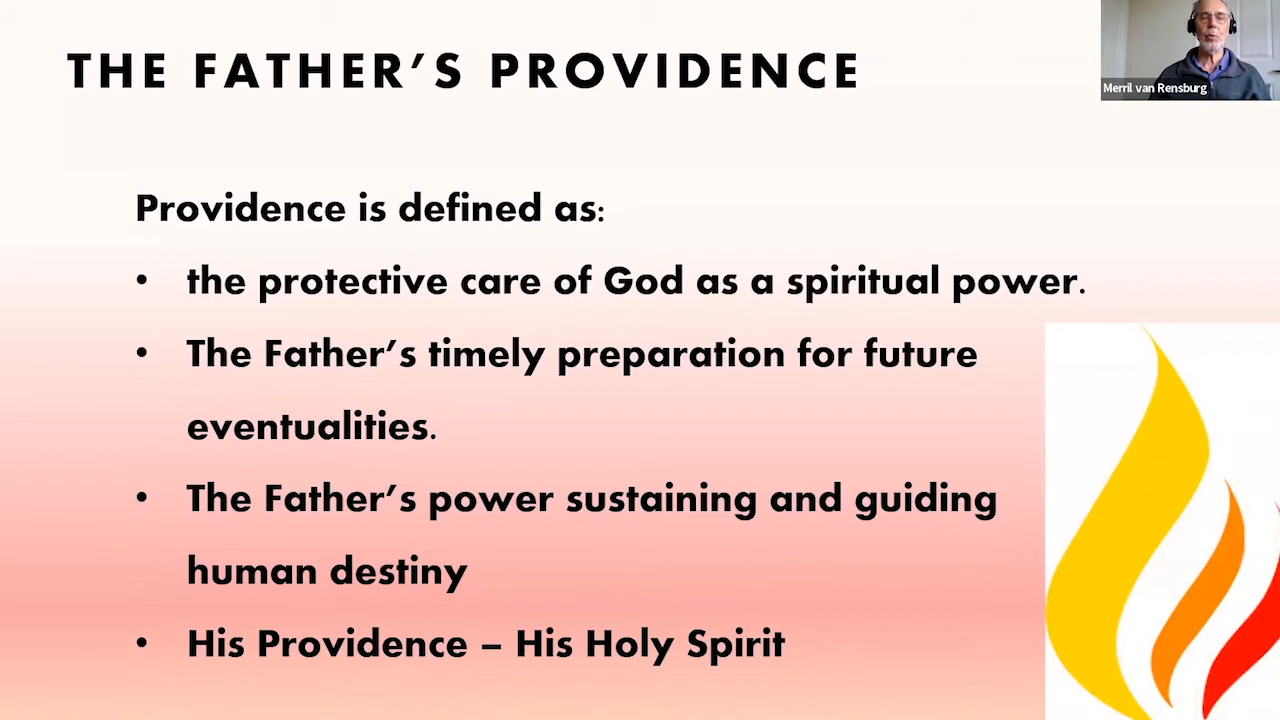 THE FATHER’S PROVIDENCE
Merril van Rensburg
Providence is defined as:
• the protective care of God as a spiritual power.
• The Father’s timely preparation for future
eventualities.
• The Father’s power sustaining and guiding
human destiny
• His Providence – His Holy Spirit